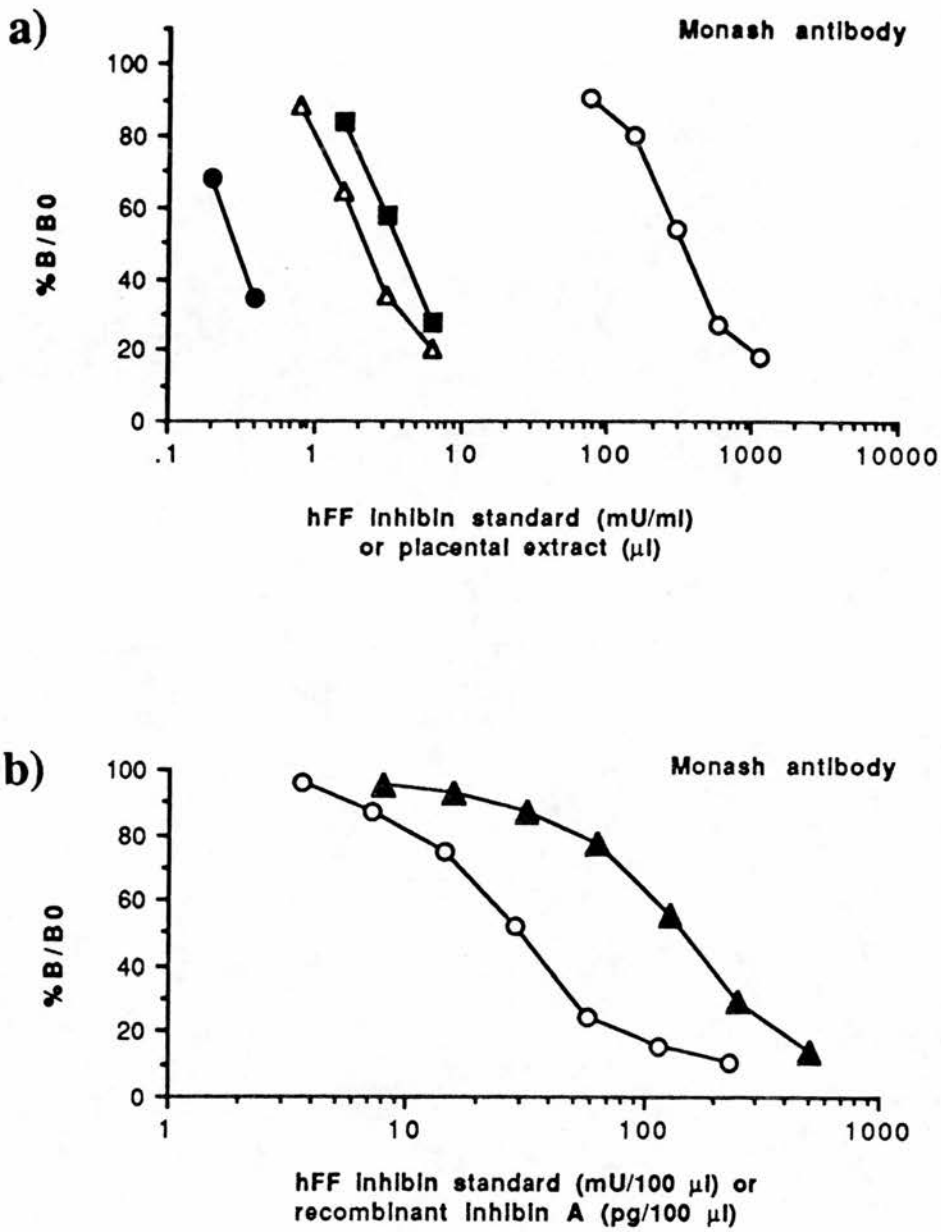 a)
Monash antibody
100
80
60
40
20
0
%B/B0
.1 1 10 100 1000 10000
hFF inhibin standard (mU/ml)
or placental extract (µl)
b)
Monash antibody
100
80
60
40
20
0
%B/B0
1 10 100 1000
hFF inhibin standard (mU/100 µl) or
recombinant inhibin A (pg/100 µl)